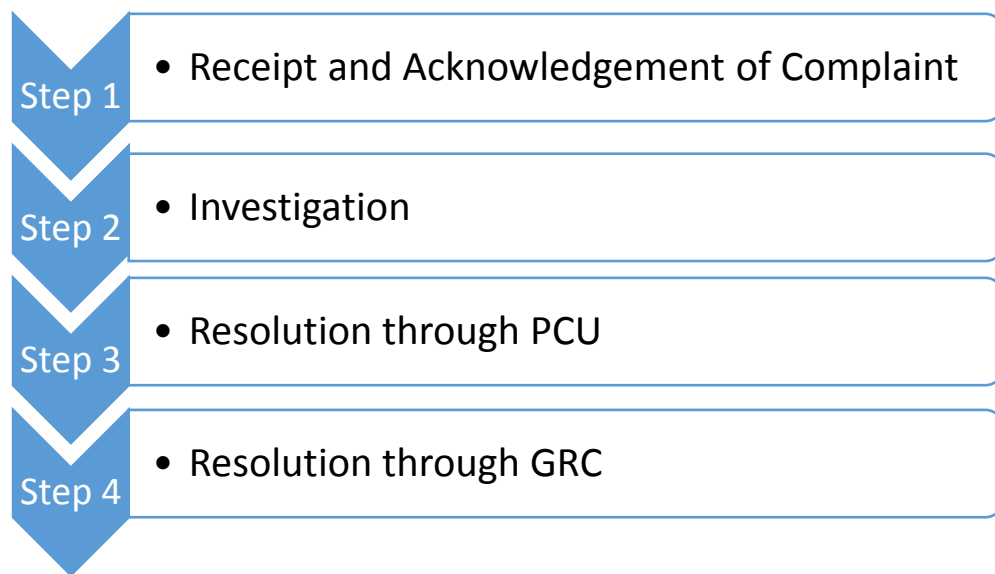 Step 1
• Receipt and Acknowledgement of Complaint
Step 2
• Investigation
Step 3
• Resolution through PCU
Step 4
• Resolution through GRC